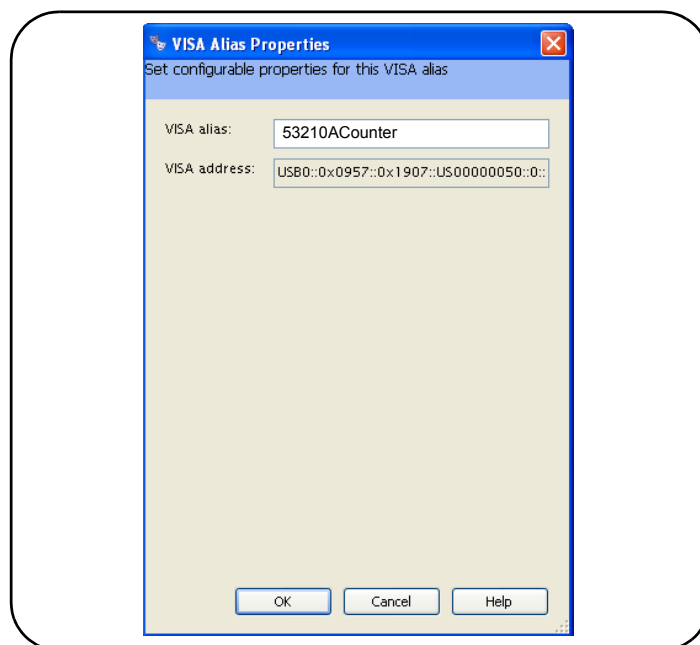 VISA Alias Properties
Set configurable properties for this VISA alias
VISA alias: 53210ACounter
VISA address: USB0::0x0957::0x1907::US00000050::0::
OK Cancel Help